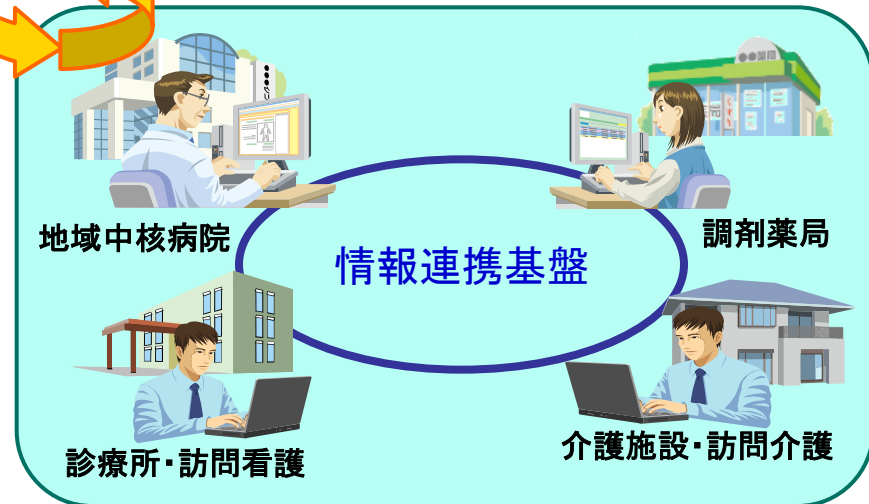 地域中核病院
調剤薬局
情報連携基盤
診療所・訪問看護
介護施設・訪問介護